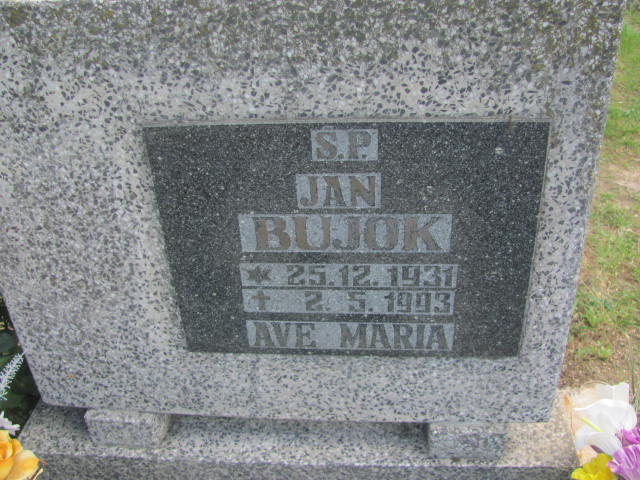 S.P.
JAN
BUJOK
* 25.12.1931
+ 2.5.1993
AVE MARIA